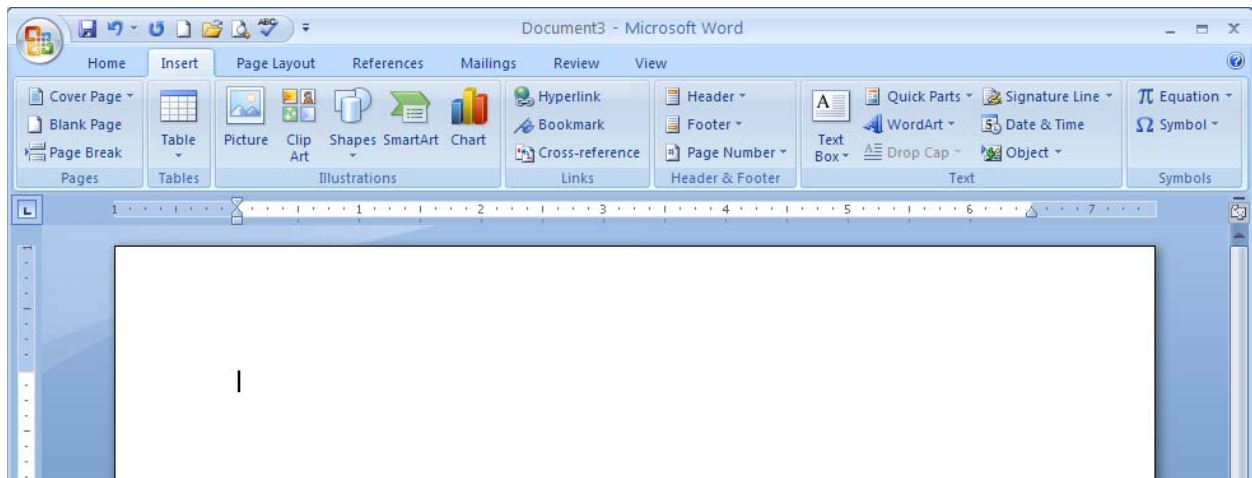 ABC
Document3 - Microsoft Word
Home Insert Page Layout References Mailings Review View
Cover Page
Blank Page
Page Break
Pages
Table
Tables
Picture
Clip Art
Shapes
SmartArt
Chart
Illustrations
Hyperlink
Bookmark
Cross-reference
Links
Header
Footer
Page Number
Header & Footer
A
Text Box
Quick Parts
WordArt
Drop Cap
Signature Line
Date & Time
Object
Text
π Equation
Ω Symbol
Symbols
L
1 1 2 3 4 5 6 7
1